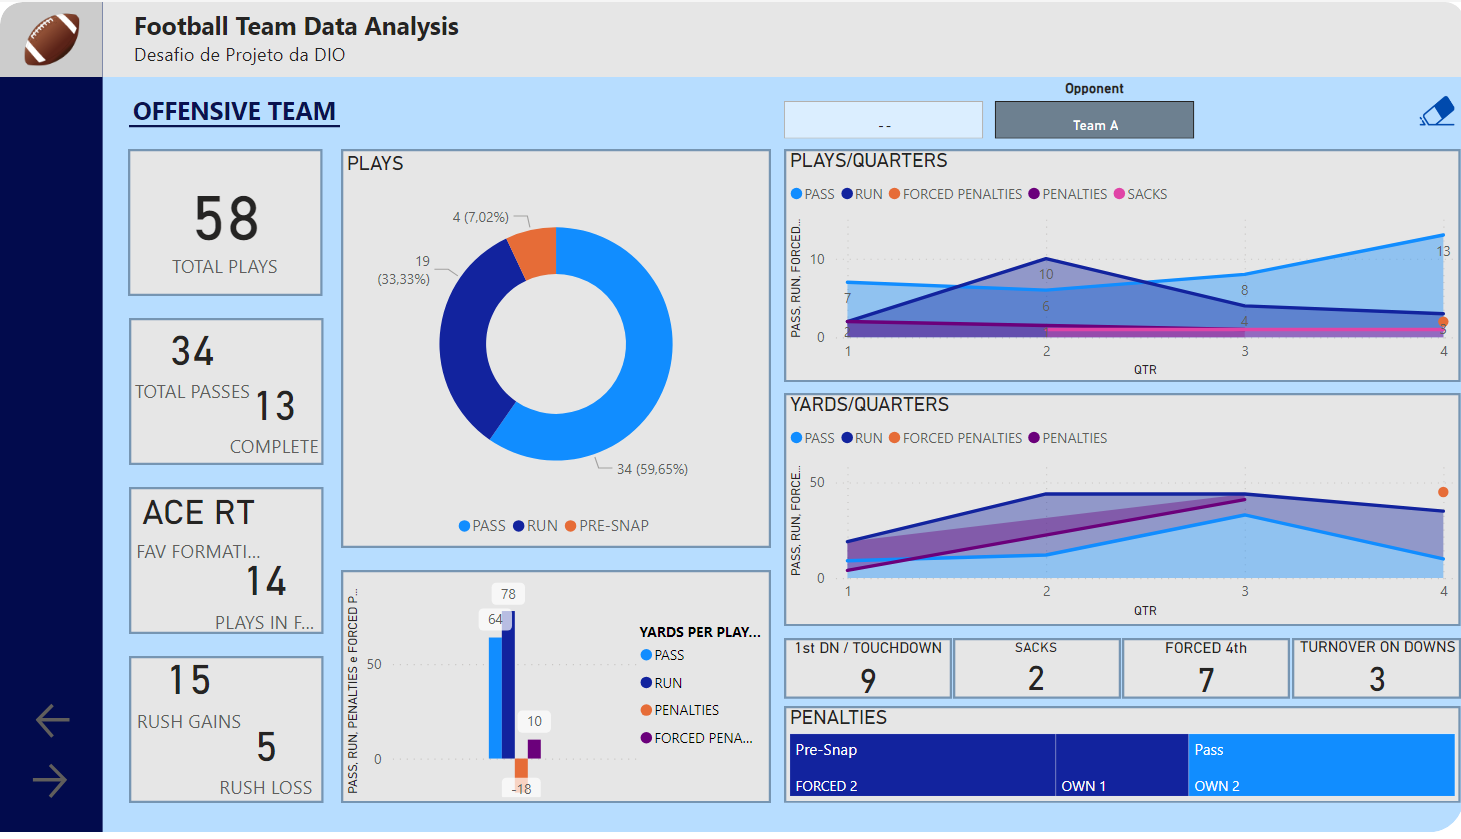 Football Team Data Analysis
Desafio de Projeto da DIO
OFFENSIVE TEAM
Opponent
--
Team A
58
TOTAL PLAYS
34
TOTAL PASSES
13
COMPLETE
ACE RT
FAV FORMATI...
14
PLAYS IN F...
15
RUSH GAINS
5
RUSH LOSS
PLAYS
4 (7,02%)
19
(33,33%)
34 (59,65%)
PASS RUN PRE-SNAP
PASS, RUN, PENALTIES e FORCED P...
50
0
78
64
10
-18
YARDS PER PLAY...
PASS
RUN
PENALTIES
FORCED PENA...
PLAYS/QUARTERS
PASS RUN FORCED PENALTIES PENALTIES SACKS
PASS, RUN, FORCED...
10
0
7
2
10
6
8
4
13
3
1 2 3 4
QTR
YARDS/QUARTERS
PASS RUN FORCED PENALTIES PENALTIES
PASS, RUN, FORCE...
50
0
1 2 3 4
QTR
1st DN / TOUCHDOWN
9
SACKS
2
FORCED 4th
7
TURNOVER ON DOWNS
3
PENALTIES
Pre-Snap
FORCED 2
OWN 1
Pass
OWN 2